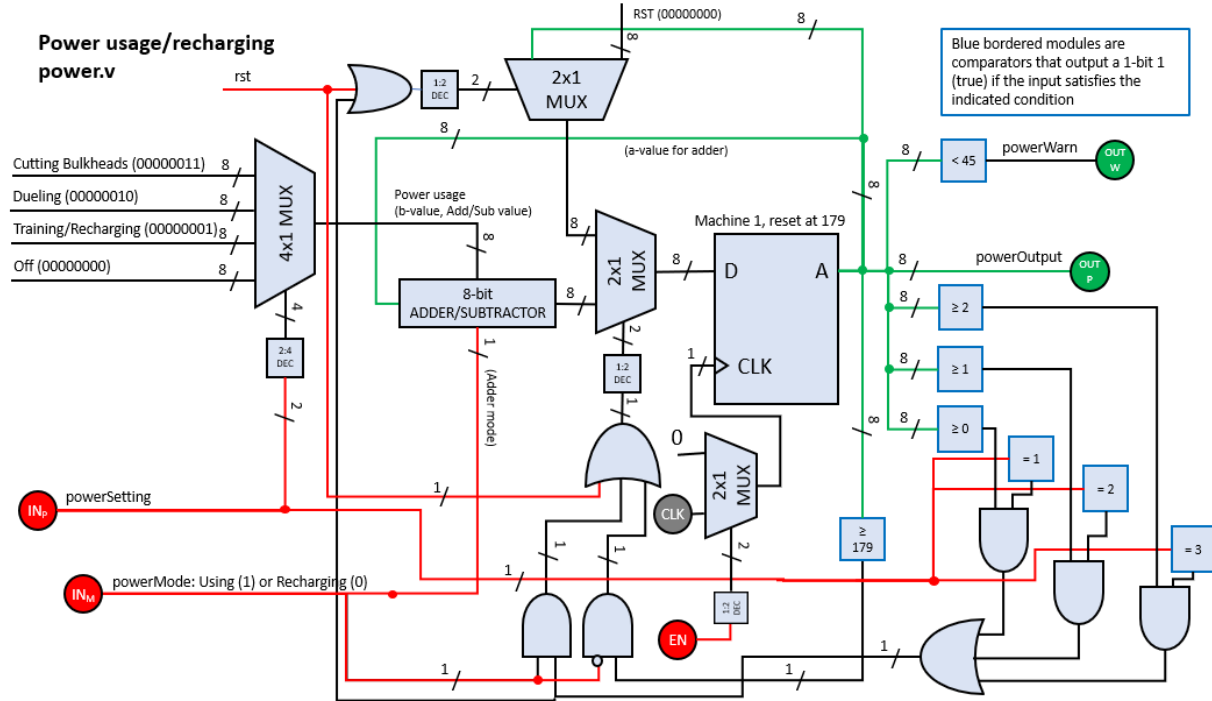 Power usage/recharging
power.v
rst
1:2
DEC
2
RST (00000000)
8
2x1
MUX
8
Blue bordered modules are
comparators that output a 1-bit 1
(true) if the input satisfies the
indicated condition
8
(a-value for adder)
8
8
< 45
powerWarn
OUT
W
Cutting Bulkheads (00000011)
8
Dueling (00000010)
8
Training/Recharging (00000001)
8
Off (00000000)
8
4x1 MUX
Power usage
(b-value, Add/Sub value)
8
8
2x1
MUX
8
Machine 1, reset at 179
D
A
CLK
8
powerOutput
OUT
P
8-bit
ADDER/SUBTRACTOR
8
4
2:4
DEC
2
1
(Adder mode)
2
1:2
DEC
1
1
8
≥ 2
8
≥ 1
8
≥ 0
8
= 1
= 2
= 3
0
2x1
MUX
CLK
2
1:2
DEC
EN
≥
179
INP
powerSetting
1
1
1
1
INM
powerMode: Using (1) or Recharging (0)
1
1
1